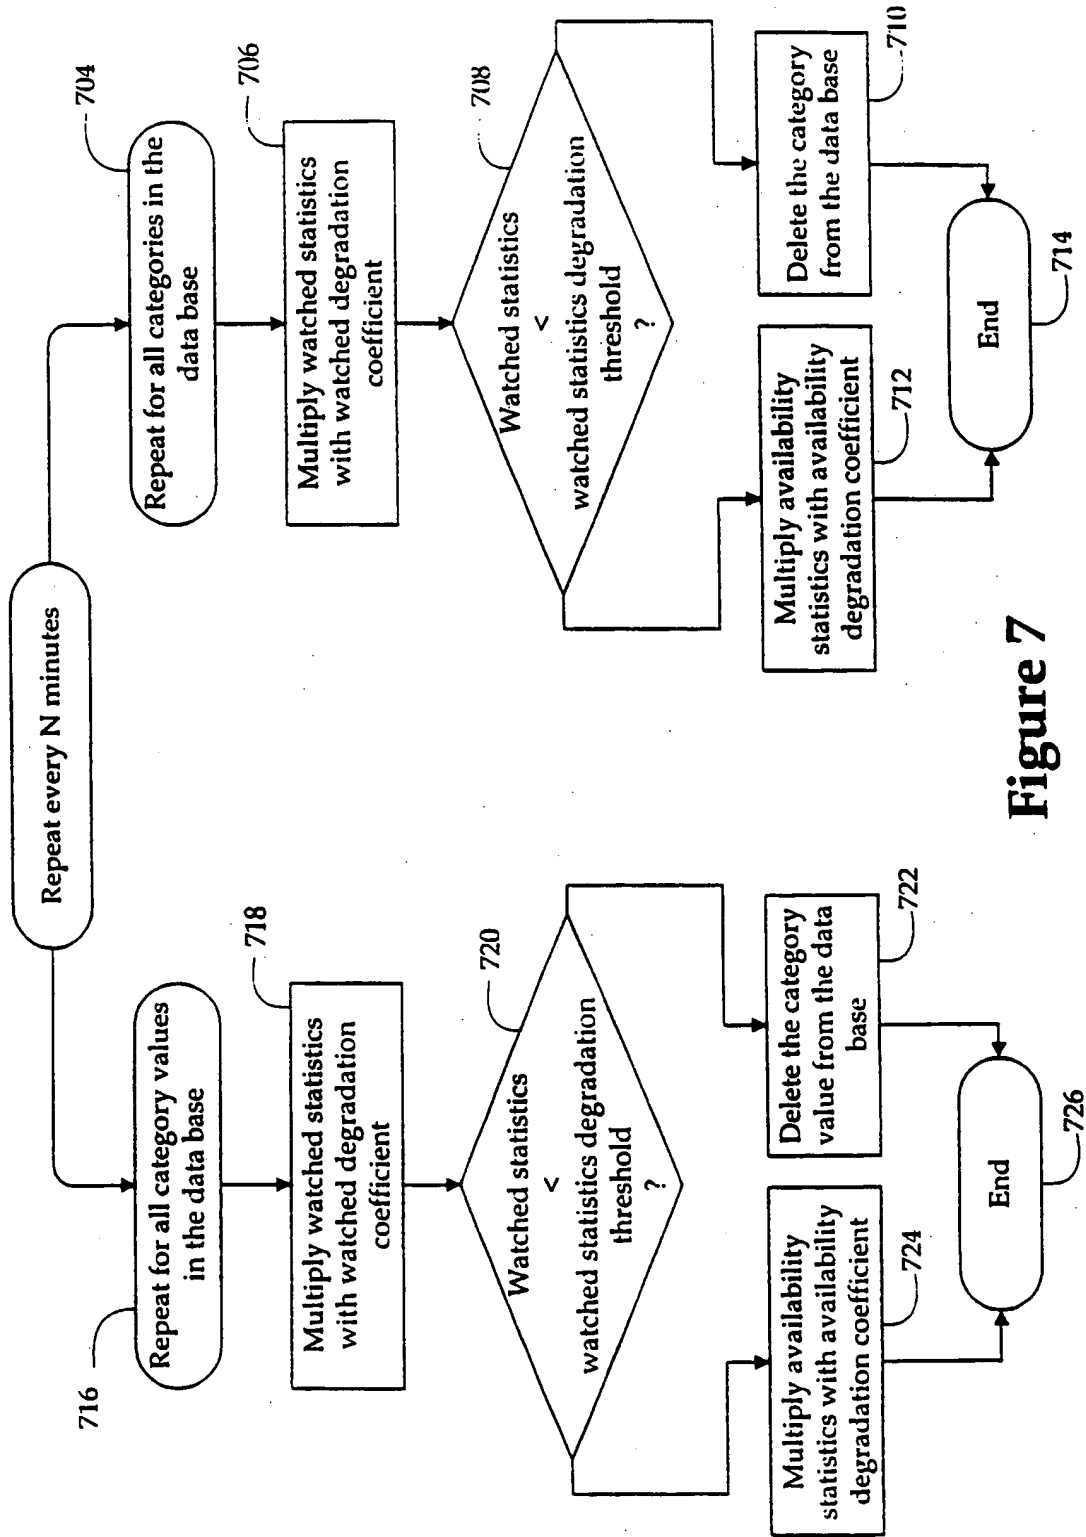 Repeat every N minutes
716
Repeat for all category values
in the data base
718
Multiply watched statistics
with watched degradation
coefficient
720
Watched statistics
<
watched statistics degradation
threshold
?
Multiply availability
statistics with availability
degradation coefficient
724
Delete the category
value from the data
base
722
End
726
704
Repeat for all categories in the
data base
706
Multiply watched statistics
with watched degradation
coefficient
708
Watched statistics
<
watched statistics degradation
threshold
?
Multiply availability
statistics with availability
degradation coefficient
712
Delete the category
from the data base
710
End
714
Figure 7